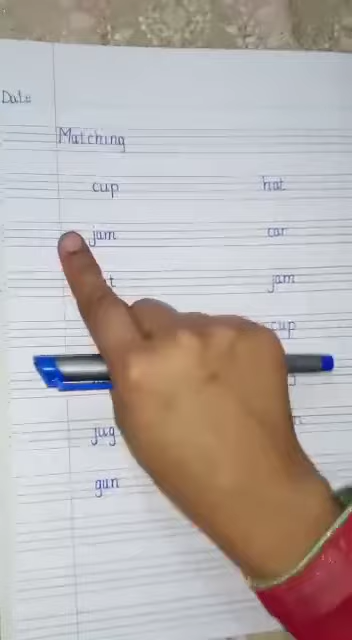 Date
Matching
cup hat
jam car
jam
cup
jug
gun